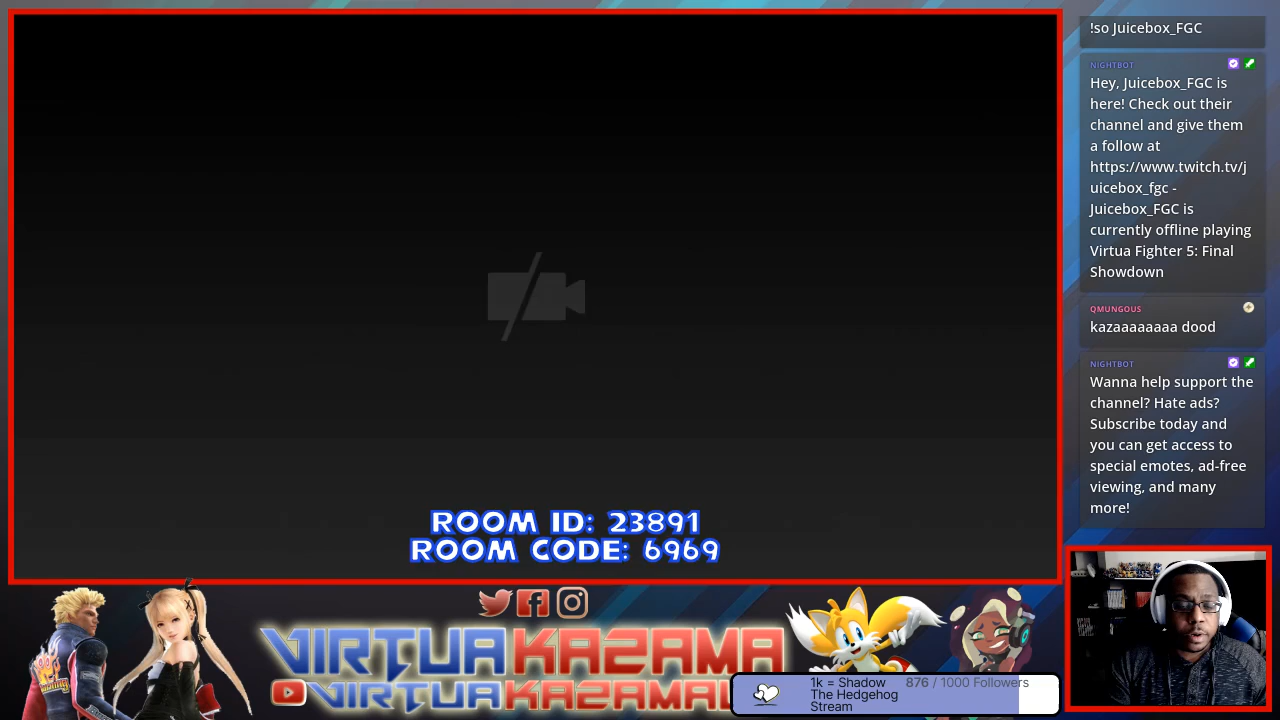 !so Juicebox_FGC
NIGHTBOT
Hey, Juicebox_FGC is
here! Check out their
channel and give them
a follow at
https://www.twitch.tv/j
uicebox_fgc -
Juicebox_FGC is
currently offline playing
Virtua Fighter 5: Final
Showdown
QMUNGOUS
kazaaaaaaaa dood
NIGHTBOT
Wanna help support the
channel? Hate ads?
Subscribe today and
you can get access to
special emotes, ad-free
viewing, and many
more!
ROOM ID: 23891
ROOM CODE: 6969
VIRTUAKAZAMA
1k = Shadow
The Hedgehog
Stream
876 / 1000 Followers